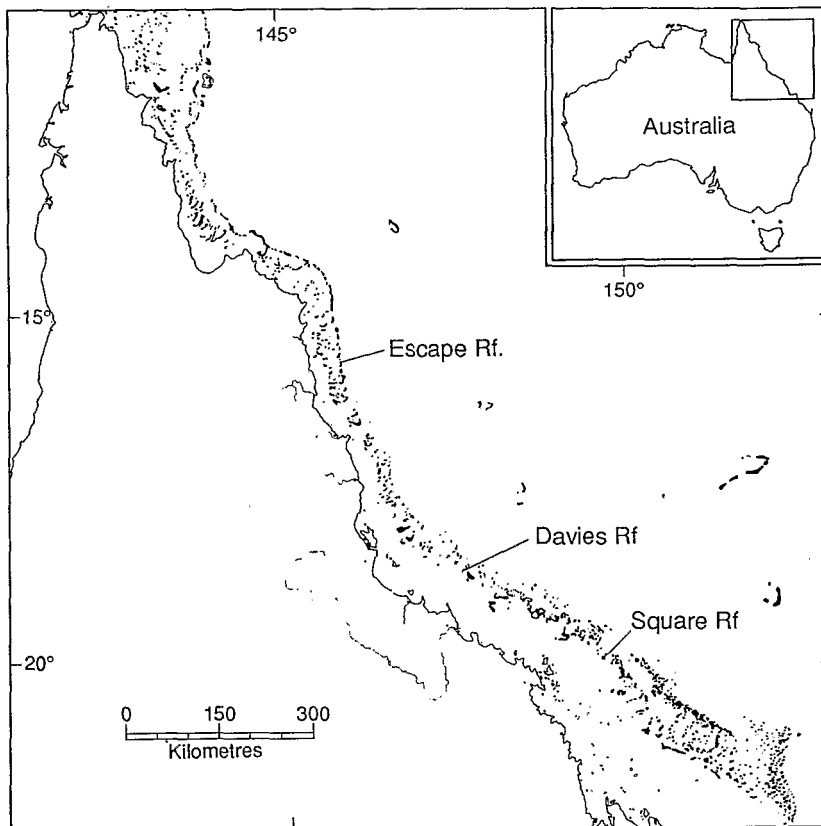 145°
Australia
150°
15°
Escape Rf.
Davies Rf
Square Rf
20°
0 150 300
Kilometres